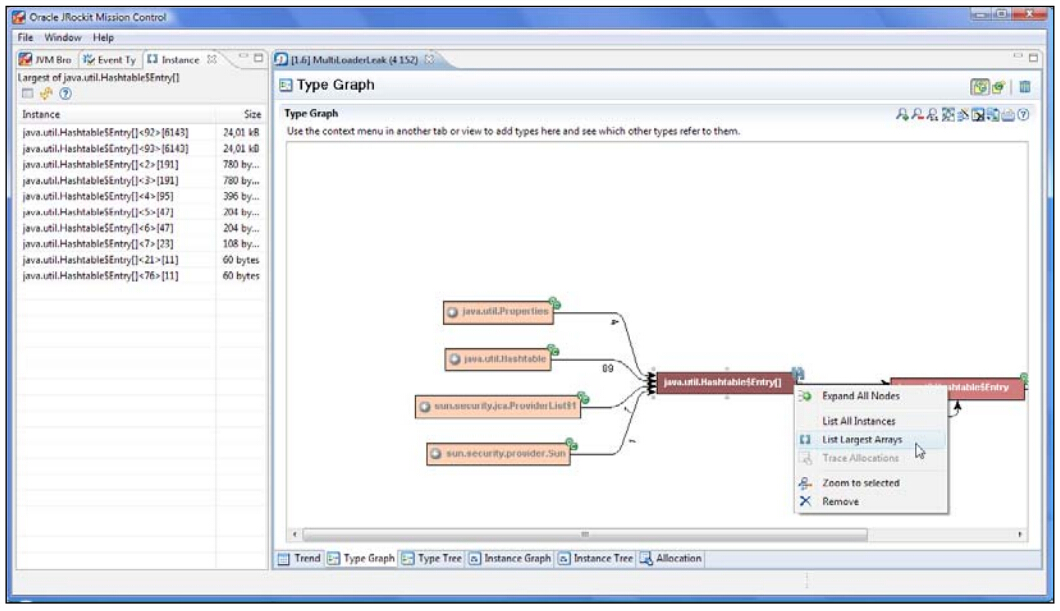 Oracle JRockit Mission Control
File Window Help
JVM Bro Event Ty Instance
Largest of java.util.Hashtable$Entry[]
Instance Size
java.util.Hashtable$Entry[]<92>[6143] 24,01 kB
java.util.Hashtable$Entry[]<93>[6143] 24,01 kB
java.util.Hashtable$Entry[]<2>[191] 780 by...
java.util.Hashtable$Entry[]<3>[191] 780 by...
java.util.Hashtable$Entry[]<4>[95] 396 by...
java.util.Hashtable$Entry[]<5>[47] 204 by...
java.util.Hashtable$Entry[]<6>[47] 204 by...
java.util.Hashtable$Entry[]<7>[23] 108 by...
java.util.Hashtable$Entry[]<21>[11] 60 bytes
java.util.Hashtable$Entry[]<76>[11] 60 bytes
[1.6] MultiLoaderLeak (4 152)
Type Graph
Type Graph
Use the context menu in another tab or view to add types here and see which other types refer to them.
java.util.Properties
java.util.Hashtable
sun.security.jca.ProviderList$1
sun.security.provider.Sun
java.util.Hashtable$Entry[]
shtable$Entry
Expand All Nodes
List All Instances
List Largest Arrays
Trace Allocations
Zoom to selected
Remove
Trend Type Graph Type Tree Instance Graph Instance Tree Allocation